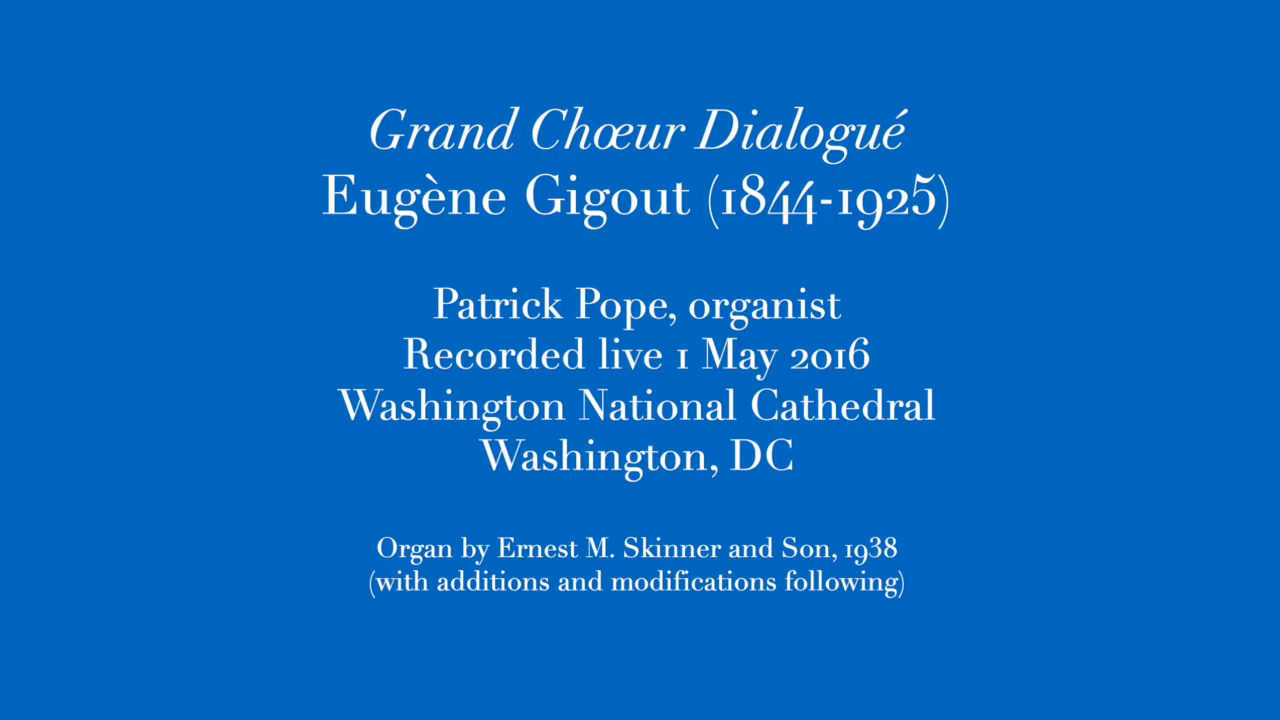 Grand Chœur Dialogué
Eugène Gigout (1844-1925)
Patrick Pope, organist
Recorded live 1 May 2016
Washington National Cathedral
Washington, DC
Organ by Ernest M. Skinner and Son, 1938
(with additions and modifications following)